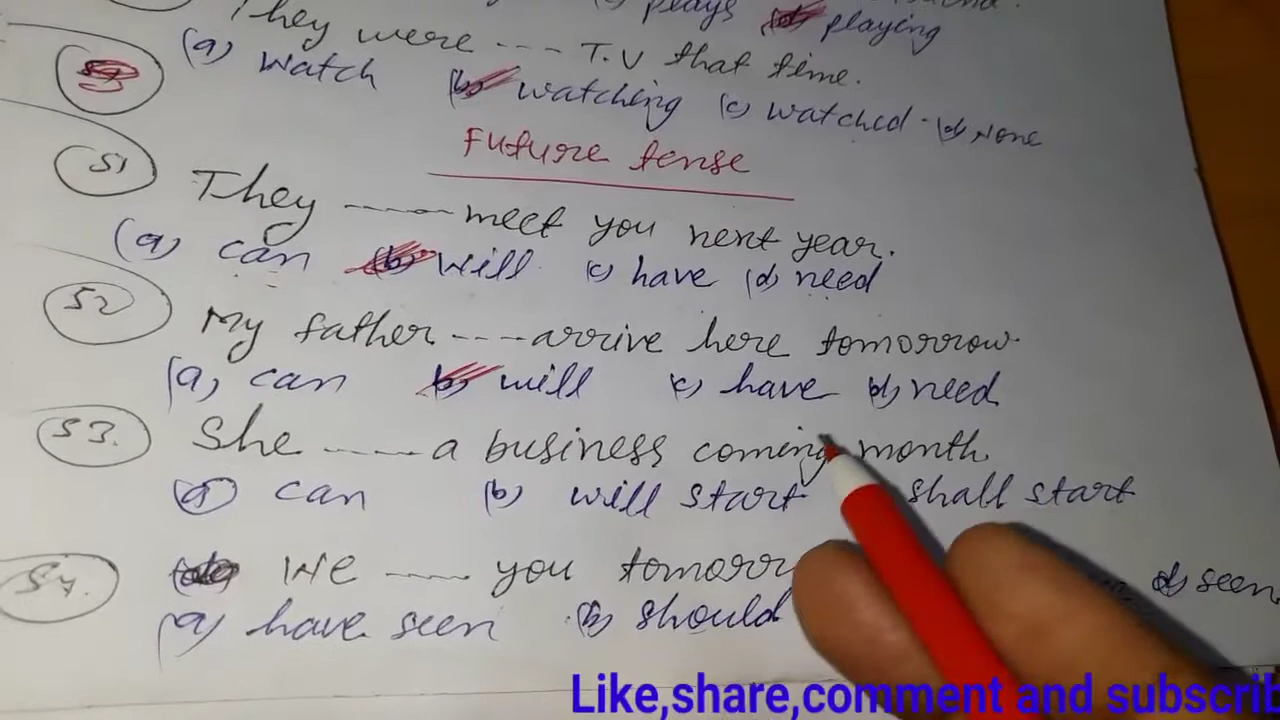 plays playing
They were --- T.V that time.
(a) watch (b) watching (c) watched (d) None
Future tense
51 They ------ meet you next year.
(a) can (b) will (c) have (d) need
52 My father ---- arrive here tomorrow.
(a) can (b) will (c) have (d) need
53. She ------ a business coming month.
(a) can (b) will start shall start
54. We ----- you tomorr
(a) have seen (b) should (d) seen
Like,share,comment and subscrib